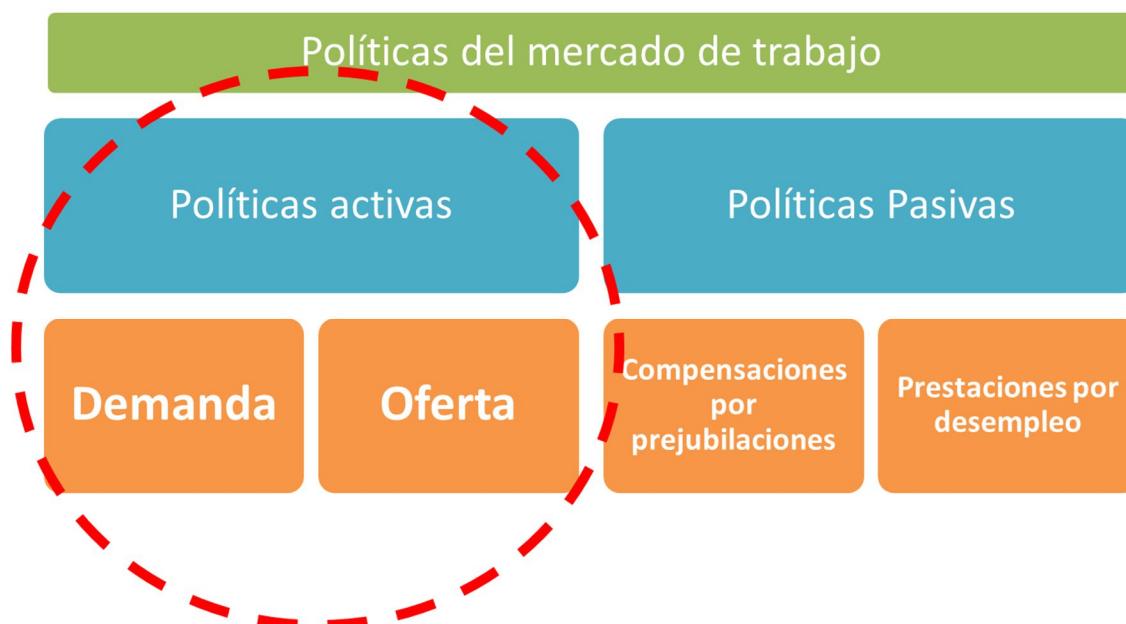 Políticas del mercado de trabajo
Políticas activas
Políticas Pasivas
Demanda
Oferta
Compensaciones
por
prejubilaciones
Prestaciones por
desempleo